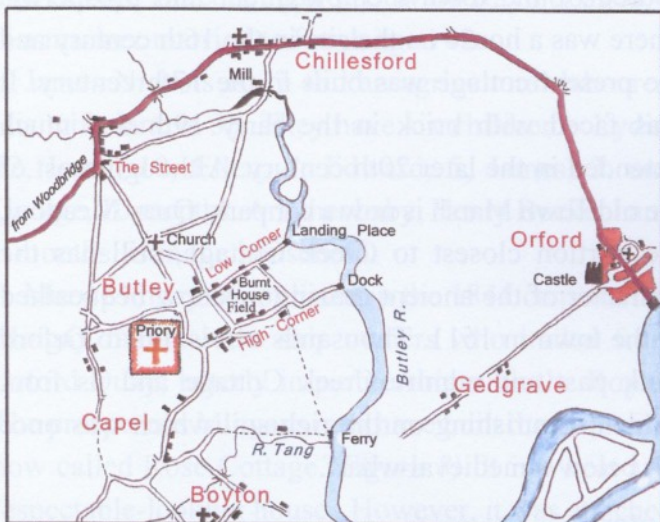 Chillesford
Mill
from Woodbridge
The Street
Church
Landing Place
Low Corner
Orford
Castle
Butley
Burnt
House
Field
Dock
Priory
High Corner
Butley R.
Gedgrave
Capel
R. Tang
Ferry
Boyton